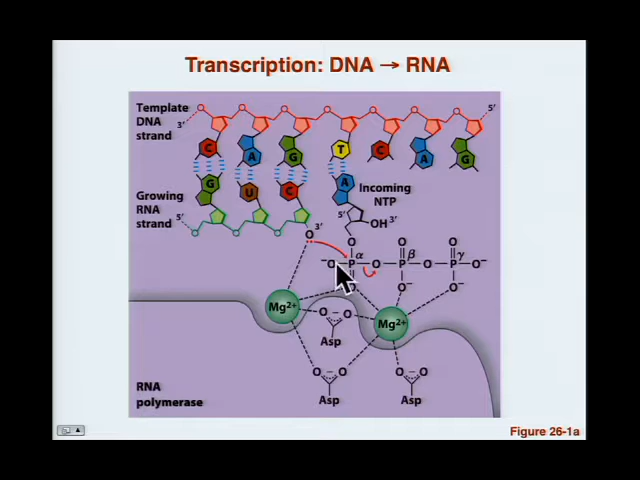 Transcription: DNA → RNA
Template
DNA
strand
3′
5′
C A G T C A G
G U C A
Growing
RNA
strand
5′
3′
Incoming
NTP
5′
OH 3′
O
O
O
O
α
β
γ
⁻O P O P O P O⁻
O
O⁻
O⁻
Mg²⁺
Mg²⁺
O – O
Asp
O – O
O – O
Asp
Asp
RNA
polymerase
Figure 26-1a